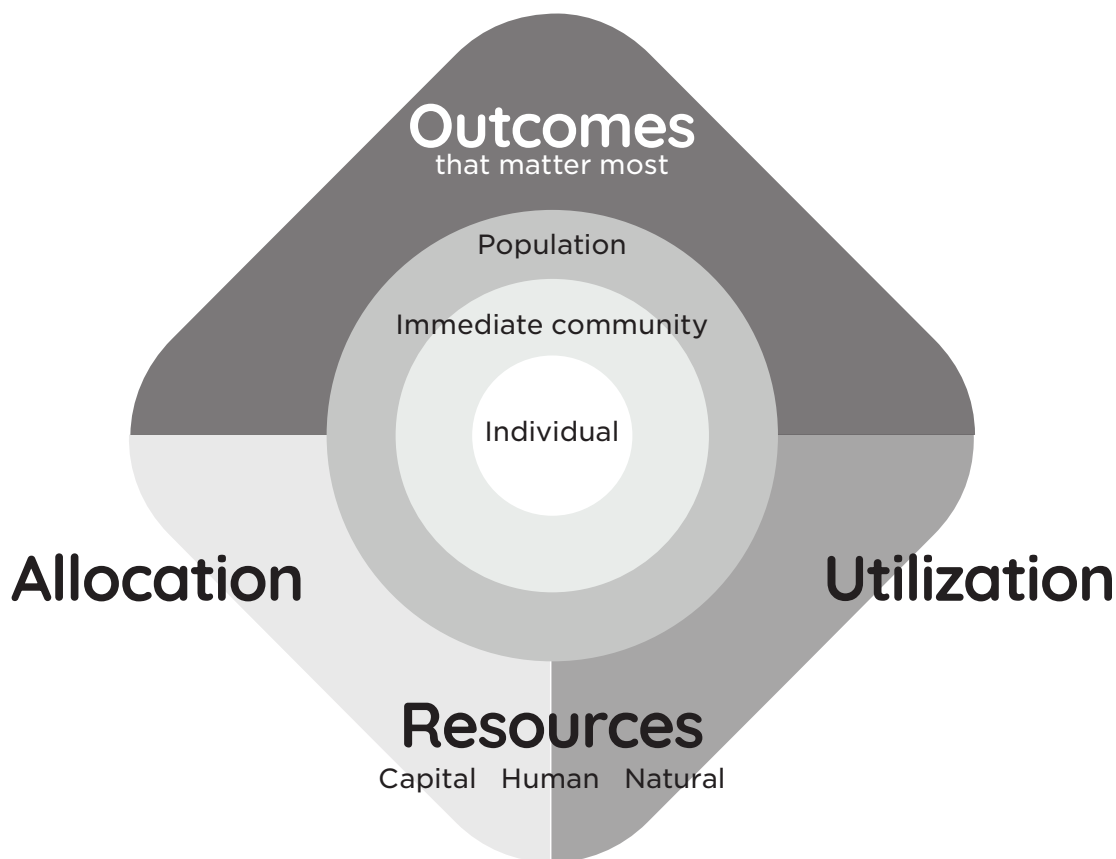 Outcomes
that matter most
Population
Immediate community
Individual
Allocation
Utilization
Resources
Capital Human Natural